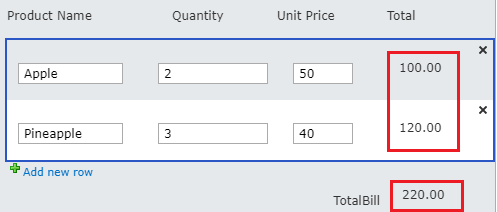 Product Name Quantity Unit Price Total
Apple 2 50 100.00
Pineapple 3 40 120.00
Add new row
TotalBill 220.00